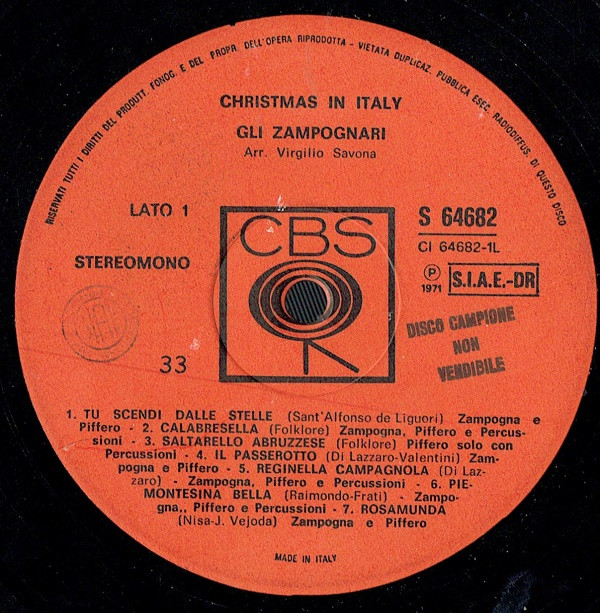 RISERVATI TUTTI I DIRITTI DEL PRODUTT. FONOG. E DEL PROPR. DELL'OPERA RIPRODOTTA - VIETATA DUPLICAZ. PUBBLICA ESEC. RADIODIFFUS. DI QUESTO DISCO
CHRISTMAS IN ITALY
GLI ZAMPOGNARI
Arr. Virgilio Savona
LATO 1
STEREOMONO
33
CBS
S 64682
CI 64682-1L
P 1971
S.I.A.E.-DR
DISCO CAMPIONE
NON
VENDIBILE
1. TU SCENDI DALLE STELLE (Sant'Alfonso de Liguori) Zampogna e
Piffero - 2. CALABRESELLA (Folklore) Zampogna, Piffero e Percus-
sioni - 3. SALTARELLO ABRUZZESE (Folklore) Piffero solo con
Percussioni - 4. IL PASSEROTTO (Di Lazzaro-Valentini) Zam-
pogna e Piffero - 5. REGINELLA CAMPAGNOLA (Di Laz-
zaro) - Zampogna, Piffero e Percussioni - 6. PIE-
MONTESINA BELLA (Raimondo-Frati) - Zampo-
gna,, Piffero e Percussioni - 7. ROSAMUNDA
(Nisa-J. Vejoda) Zampogna e Piffero
MADE IN ITALY